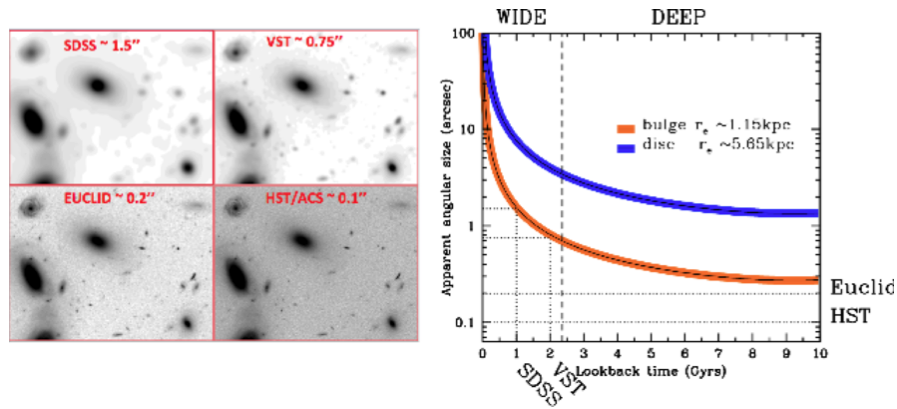 SDSS ~ 1.5”
VST ~ 0.75”
EUCLID ~ 0.2”
HST/ACS ~ 0.1”
WIDE DEEP
Apparent angular size (arcsec)
100
10
1
0.1
bulge r_e ~1.15kpc
disc r_e ~5.65kpc
Euclid
HST
0 1 2 3 4 5 6 7 8 9 10
Lookback time (Gyrs)
SDSS
VST